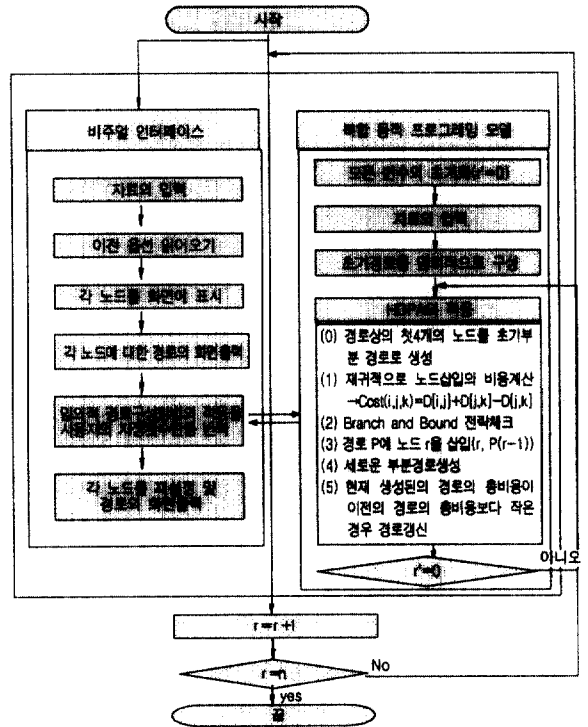 시작
비주얼 인터페이스
자료의 입력
이전 옵션 읽어오기
각 노드를 화면에 표시
각 노드에 대한 경로의 화면출력
각 노드를 재설정 및
경로의 화면출력
복합 동적 프로그래밍 모델
자료의 입력
(0) 경로상의 첫4개의 노드를 초기부
분 경로로 생성
(1) 재귀적으로 노드삽입의 비용계산
→Cost(i,j,k)=D[i,j]+D[j,k]-D[j,k]
(2) Branch and Bound 전략체크
(3) 경로 P에 노드 r을 삽입(r, P(r-1))
(4) 새로운 부분경로생성
(5) 현재 생성된의 경로의 총비용이
이전의 경로의 총비용보다 작은
경우 경로갱신
아니오
r=n
No
yes
끝